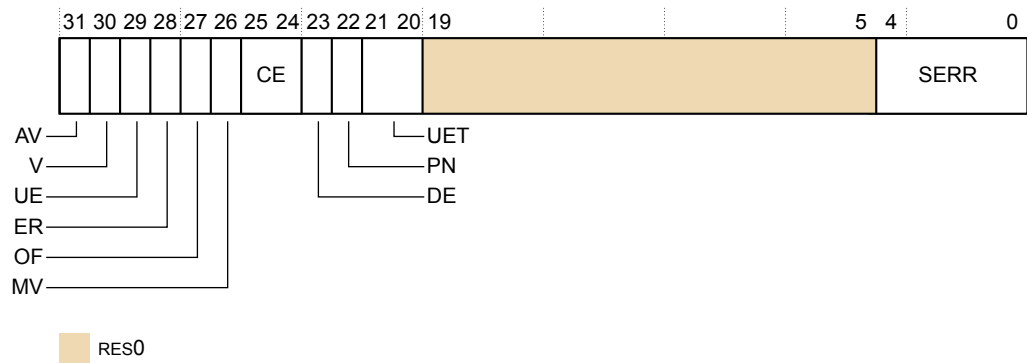 31 30 29 28 27 26 25 24 23 22 21 20 19 5 4 0
CE SERR
AV UET
V PN
UE DE
ER
OF
MV
RES0